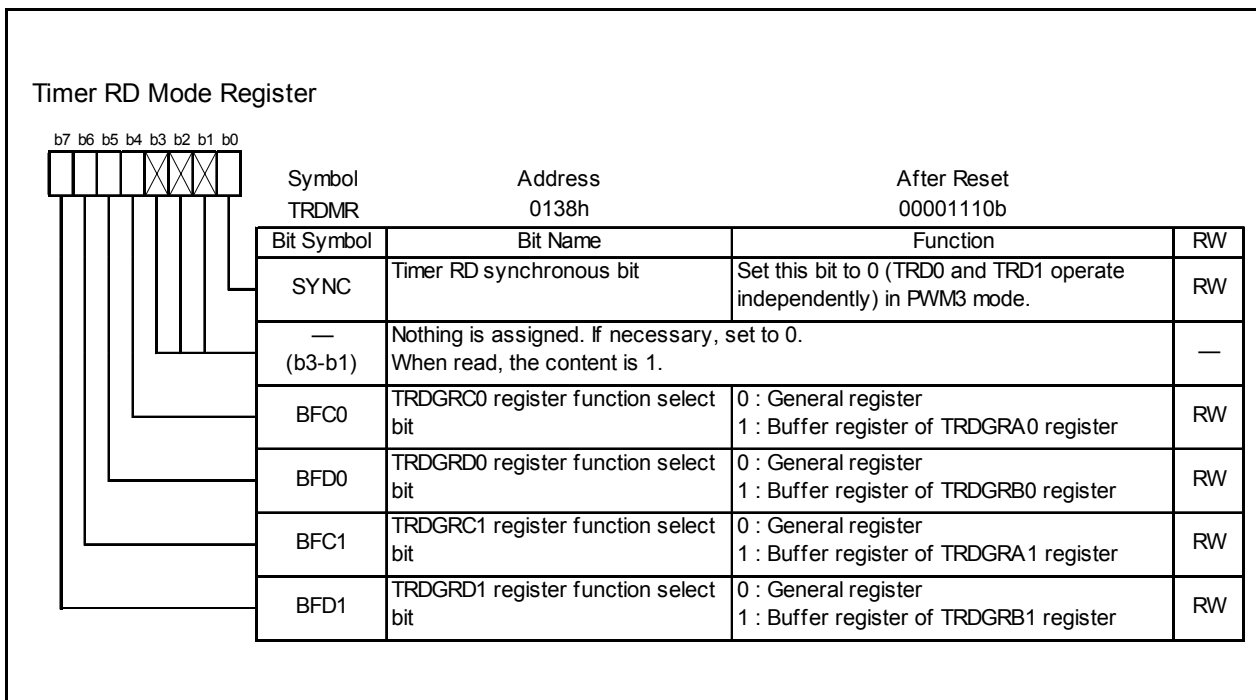 Timer RD Mode Register
b7 b6 b5 b4 b3 b2 b1 b0
Symbol Address After Reset
TRDMR 0138h 00001110b
Bit Symbol Bit Name Function RW
SYNC Timer RD synchronous bit Set this bit to 0 (TRD0 and TRD1 operate independently) in PWM3 mode. RW
— (b3-b1) Nothing is assigned. If necessary, set to 0.
When read, the content is 1. —
BFC0 TRDGRC0 register function select bit 0 : General register
1 : Buffer register of TRDGRA0 register RW
BFD0 TRDGRD0 register function select bit 0 : General register
1 : Buffer register of TRDGRB0 register RW
BFC1 TRDGRC1 register function select bit 0 : General register
1 : Buffer register of TRDGRA1 register RW
BFD1 TRDGRD1 register function select bit 0 : General register
1 : Buffer register of TRDGRB1 register RW